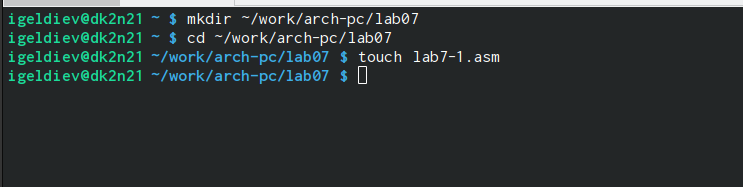 igeldiev@dk2n21 ~ $ mkdir ~/work/arch-pc/lab07
igeldiev@dk2n21 ~ $ cd ~/work/arch-pc/lab07
igeldiev@dk2n21 ~/work/arch-pc/lab07 $ touch lab7-1.asm
igeldiev@dk2n21 ~/work/arch-pc/lab07 $